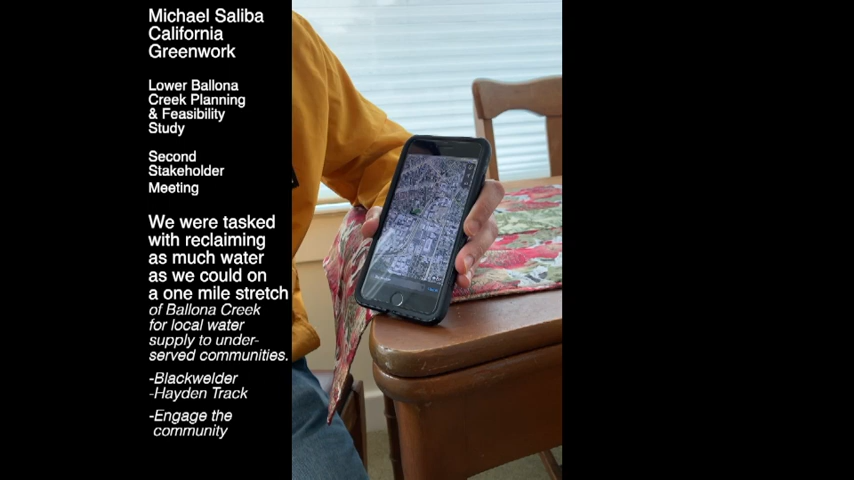 Michael Saliba
California
Greenwork
Lower Ballona
Creek Planning
& Feasibility
Study
Second
Stakeholder
Meeting
We were tasked
with reclaiming
as much water
as we could on
a one mile stretch
of Ballona Creek
for local water
supply to under-
served communities.
-Blackwelder
-Hayden Track
-Engage the
community